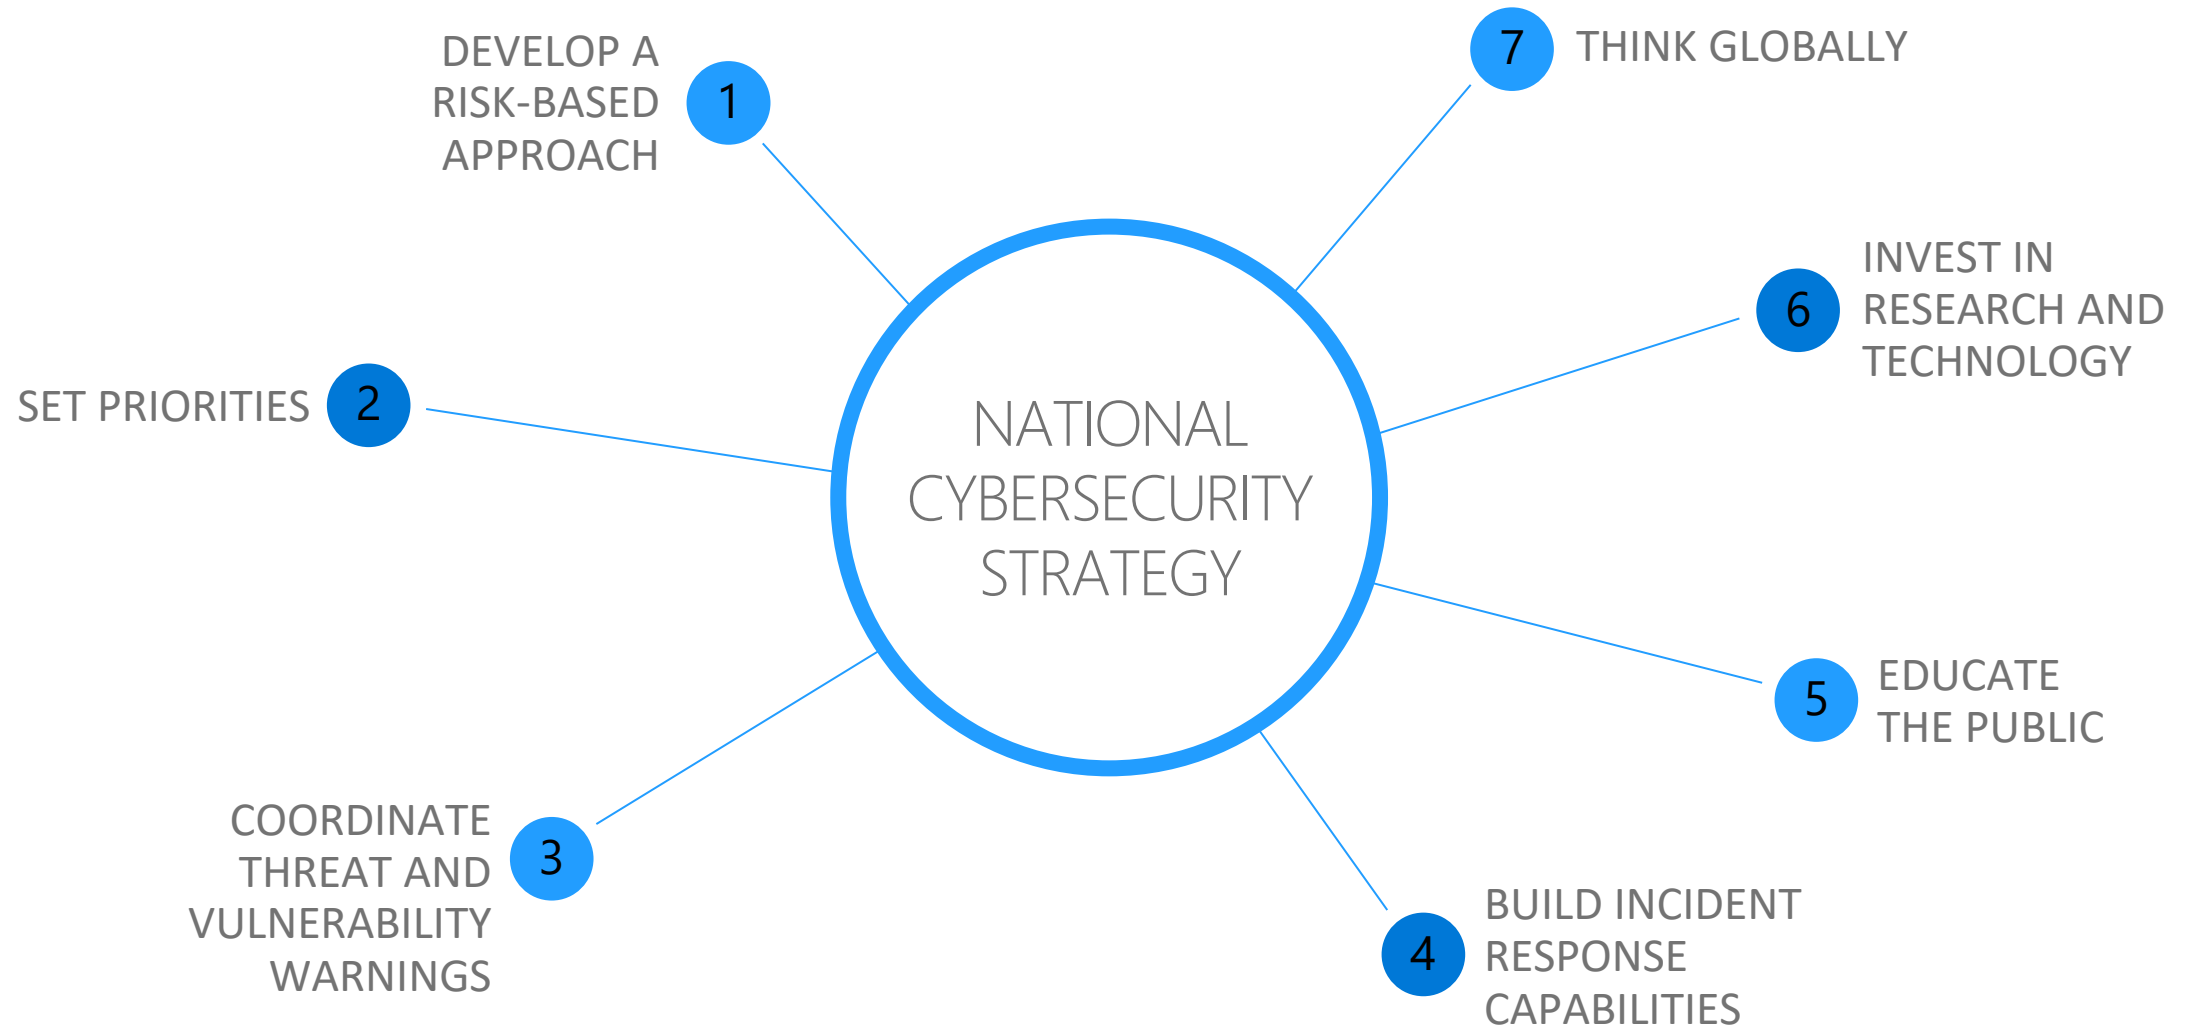 1
DEVELOP A
RISK-BASED
APPROACH
2
SET PRIORITIES
3
COORDINATE
THREAT AND
VULNERABILITY
WARNINGS
NATIONAL
CYBERSECURITY
STRATEGY
4
BUILD INCIDENT
RESPONSE
CAPABILITIES
5
EDUCATE
THE PUBLIC
6
INVEST IN
RESEARCH AND
TECHNOLOGY
7
THINK GLOBALLY